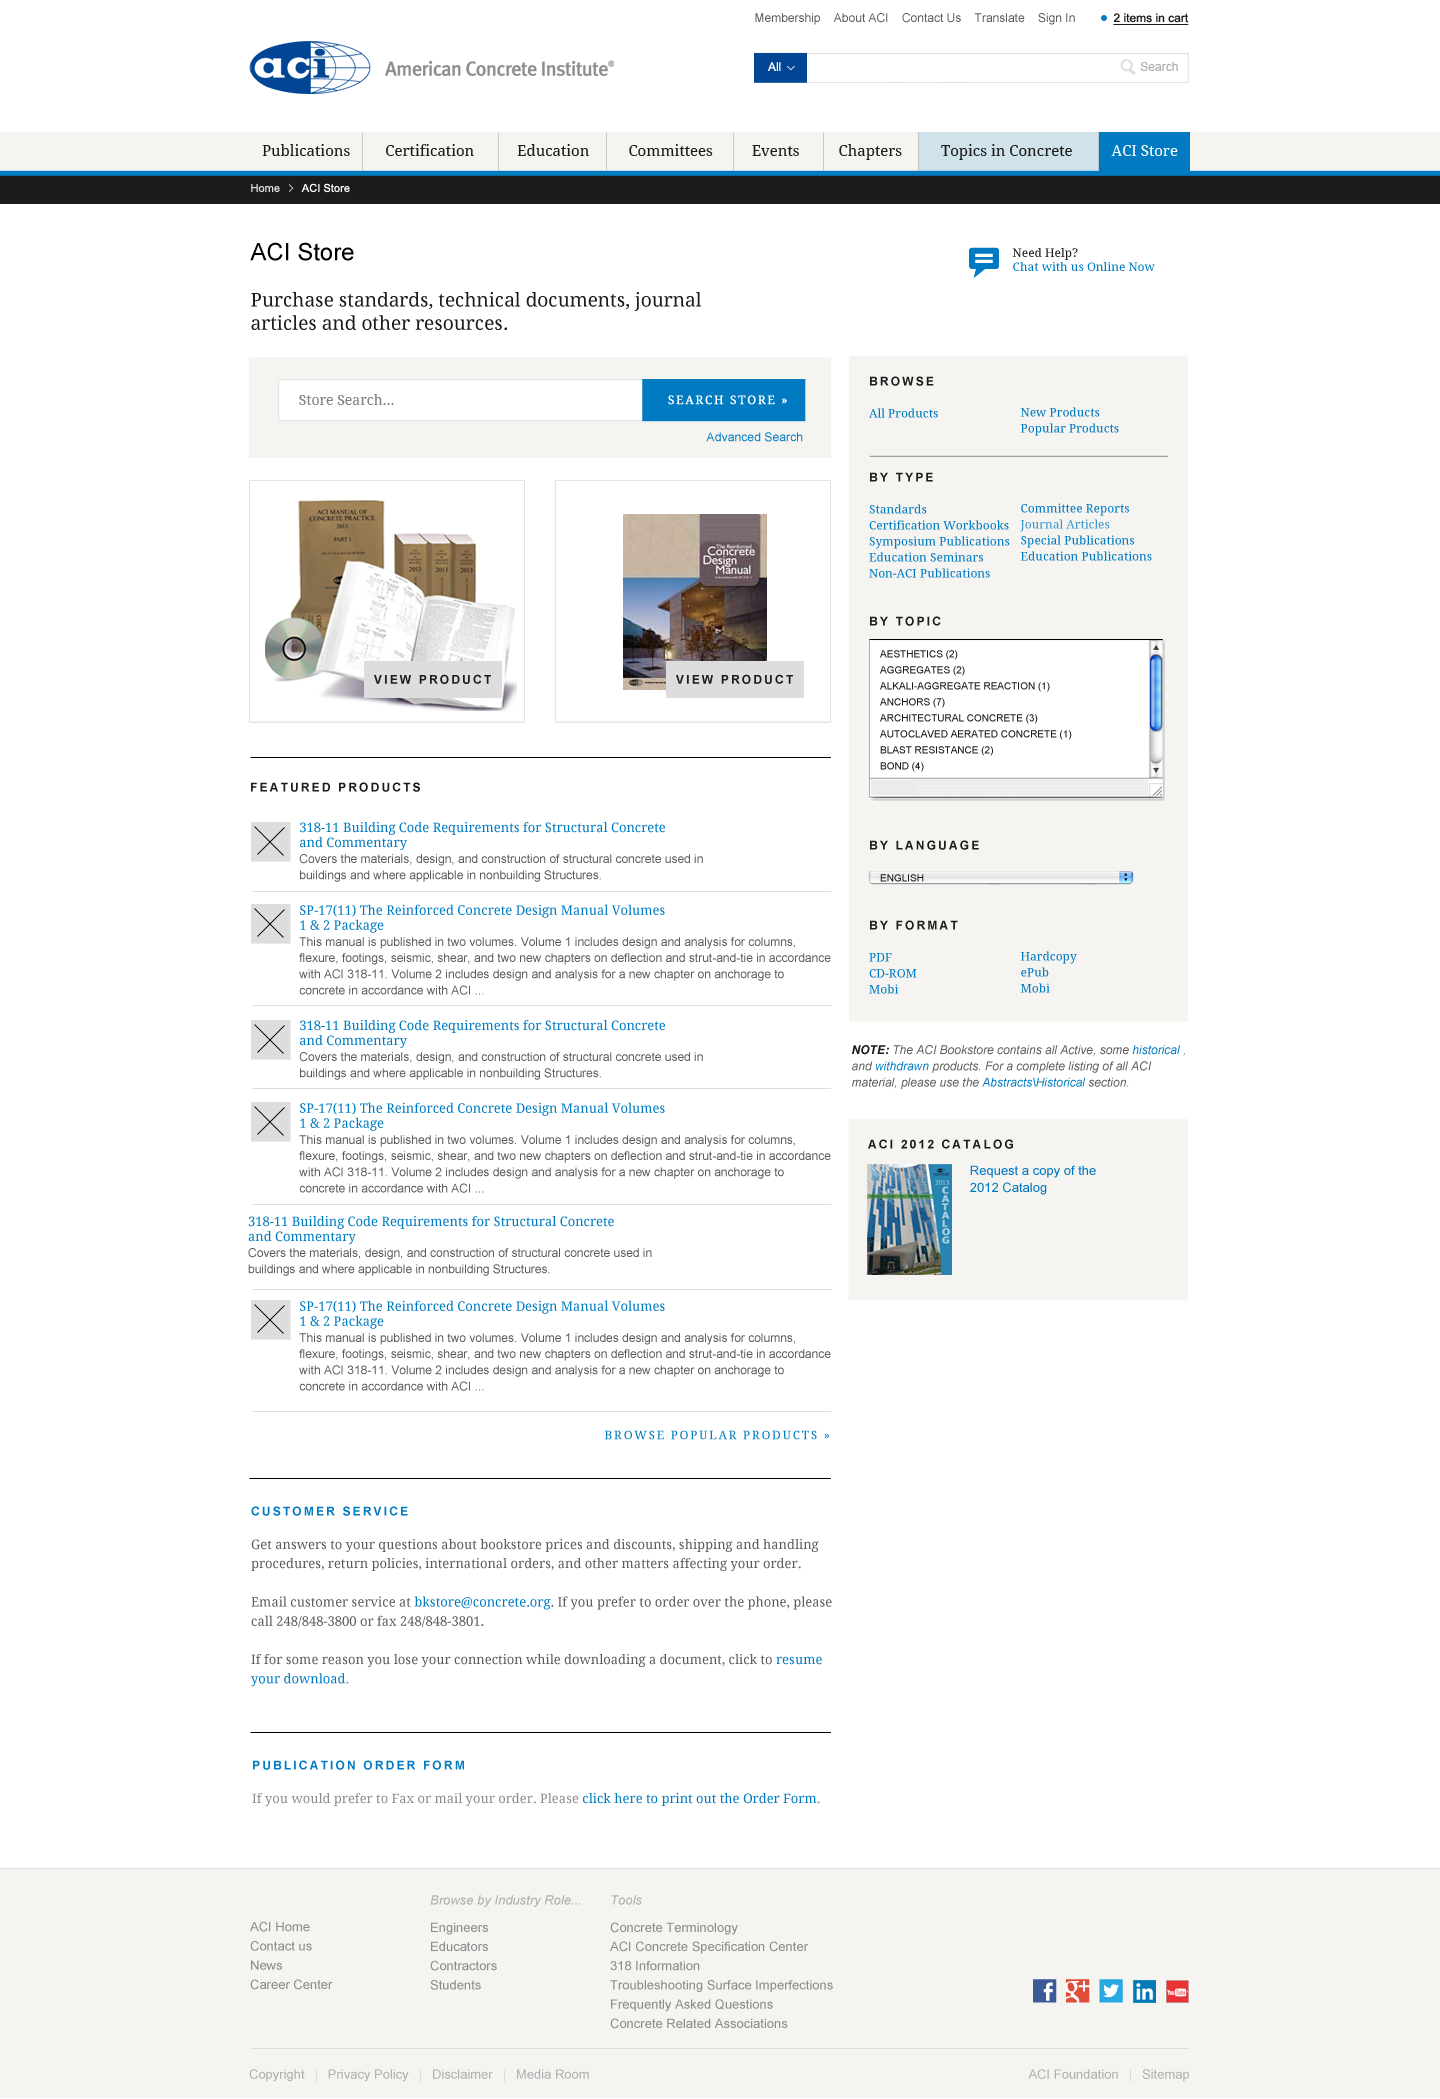 Membership About ACI Contact Us Translate Sign In 2 items in cart
aci American Concrete Institute®
All Search
Publications Certification Education Committees Events Chapters Topics in Concrete ACI Store
Home > ACI Store
ACI Store
Need Help?
Chat with us Online Now
Purchase standards, technical documents, journal
articles and other resources.
Store Search...
SEARCH STORE »
Advanced Search
ACI MANUAL OF
CONCRETE PRACTICE
2013
PART 1
2013
VIEW PRODUCT
The Reinforced
Concrete
Design
Manual
VIEW PRODUCT
FEATURED PRODUCTS
318-11 Building Code Requirements for Structural Concrete
and Commentary
Covers the materials, design, and construction of structural concrete used in
buildings and where applicable in nonbuilding Structures.
SP-17(11) The Reinforced Concrete Design Manual Volumes
1 & 2 Package
This manual is published in two volumes. Volume 1 includes design and analysis for columns,
flexure, footings, seismic, shear, and two new chapters on deflection and strut-and-tie in accordance
with ACI 318-11. Volume 2 includes design and analysis for a new chapter on anchorage to
concrete in accordance with ACI ...
318-11 Building Code Requirements for Structural Concrete
and Commentary
Covers the materials, design, and construction of structural concrete used in
buildings and where applicable in nonbuilding Structures.
SP-17(11) The Reinforced Concrete Design Manual Volumes
1 & 2 Package
This manual is published in two volumes. Volume 1 includes design and analysis for columns,
flexure, footings, seismic, shear, and two new chapters on deflection and strut-and-tie in accordance
with ACI 318-11. Volume 2 includes design and analysis for a new chapter on anchorage to
concrete in accordance with ACI ...
318-11 Building Code Requirements for Structural Concrete
and Commentary
Covers the materials, design, and construction of structural concrete used in
buildings and where applicable in nonbuilding Structures.
SP-17(11) The Reinforced Concrete Design Manual Volumes
1 & 2 Package
This manual is published in two volumes. Volume 1 includes design and analysis for columns,
flexure, footings, seismic, shear, and two new chapters on deflection and strut-and-tie in accordance
with ACI 318-11. Volume 2 includes design and analysis for a new chapter on anchorage to
concrete in accordance with ACI ...
BROWSE POPULAR PRODUCTS »
CUSTOMER SERVICE
Get answers to your questions about bookstore prices and discounts, shipping and handling
procedures, return policies, international orders, and other matters affecting your order.
Email customer service at bkstore@concrete.org. If you prefer to order over the phone, please
call 248/848-3800 or fax 248/848-3801.
If for some reason you lose your connection while downloading a document, click to resume
your download.
PUBLICATION ORDER FORM
If you would prefer to Fax or mail your order. Please click here to print out the Order Form.
BROWSE
All Products
New Products
Popular Products
BY TYPE
Standards
Certification Workbooks
Symposium Publications
Education Seminars
Non-ACI Publications
Committee Reports
Journal Articles
Special Publications
Education Publications
BY TOPIC
AESTHETICS (2)
AGGREGATES (2)
ALKALI-AGGREGATE REACTION (1)
ANCHORS (7)
ARCHITECTURAL CONCRETE (3)
AUTOCLAVED AERATED CONCRETE (1)
BLAST RESISTANCE (2)
BOND (4)
BY LANGUAGE
ENGLISH
BY FORMAT
PDF
CD-ROM
Mobi
Hardcopy
ePub
Mobi
NOTE: The ACI Bookstore contains all Active, some historical ,
and withdrawn products. For a complete listing of all ACI
material, please use the Abstracts\Historical section.
ACI 2012 CATALOG
2013
CATALOG
Request a copy of the
2012 Catalog
Browse by Industry Role...
Tools
ACI Home
Contact us
News
Career Center
Engineers
Educators
Contractors
Students
Concrete Terminology
ACI Concrete Specification Center
318 Information
Troubleshooting Surface Imperfections
Frequently Asked Questions
Concrete Related Associations
f g+ in YouTube
Copyright | Privacy Policy | Disclaimer | Media Room
ACI Foundation | Sitemap